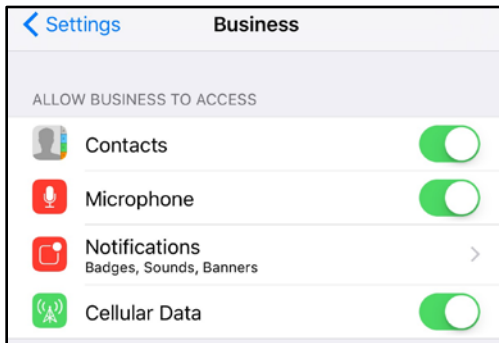 Settings Business
ALLOW BUSINESS TO ACCESS
Contacts
Microphone
Notifications
Badges, Sounds, Banners
Cellular Data